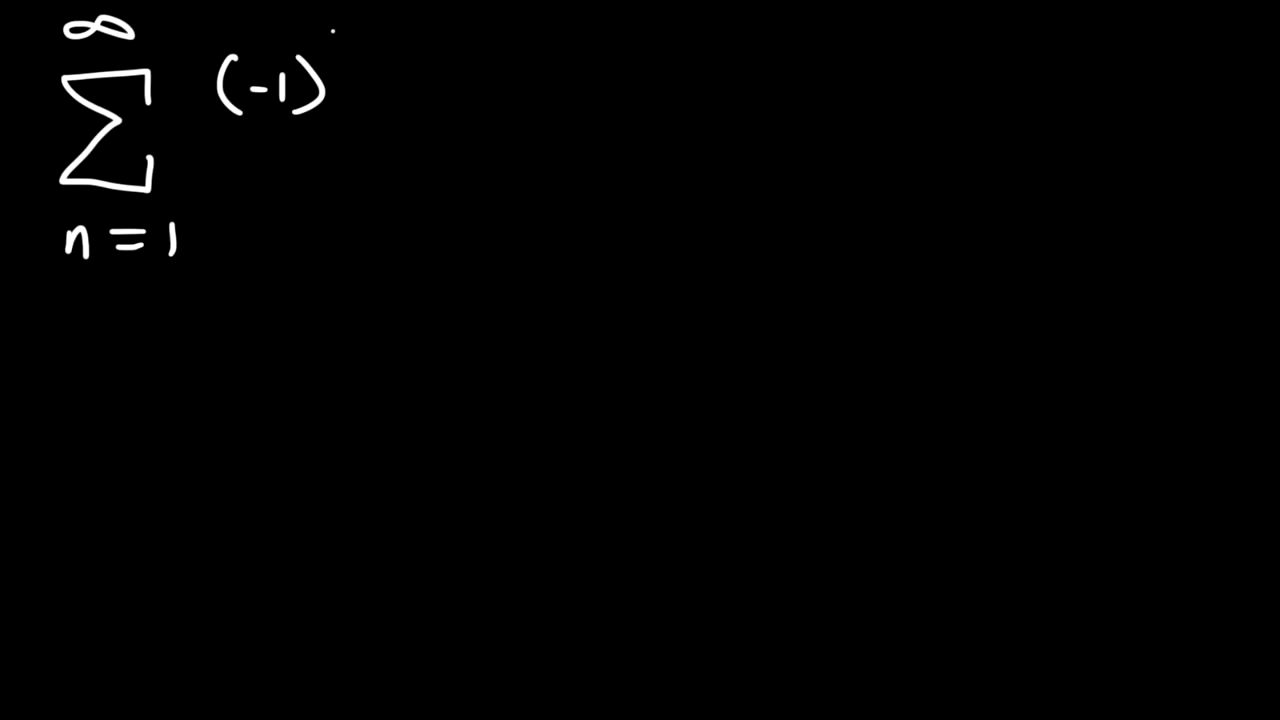 ∞
∑ (-1)
n = 1